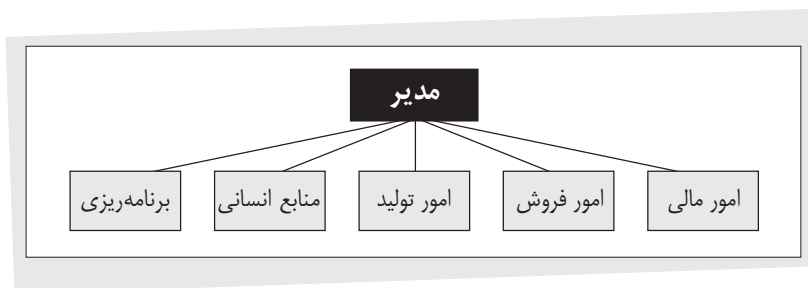 مدیر
امور مالی
امور فروش
امور تولید
منابع انسانی
برنامه‌ریزی